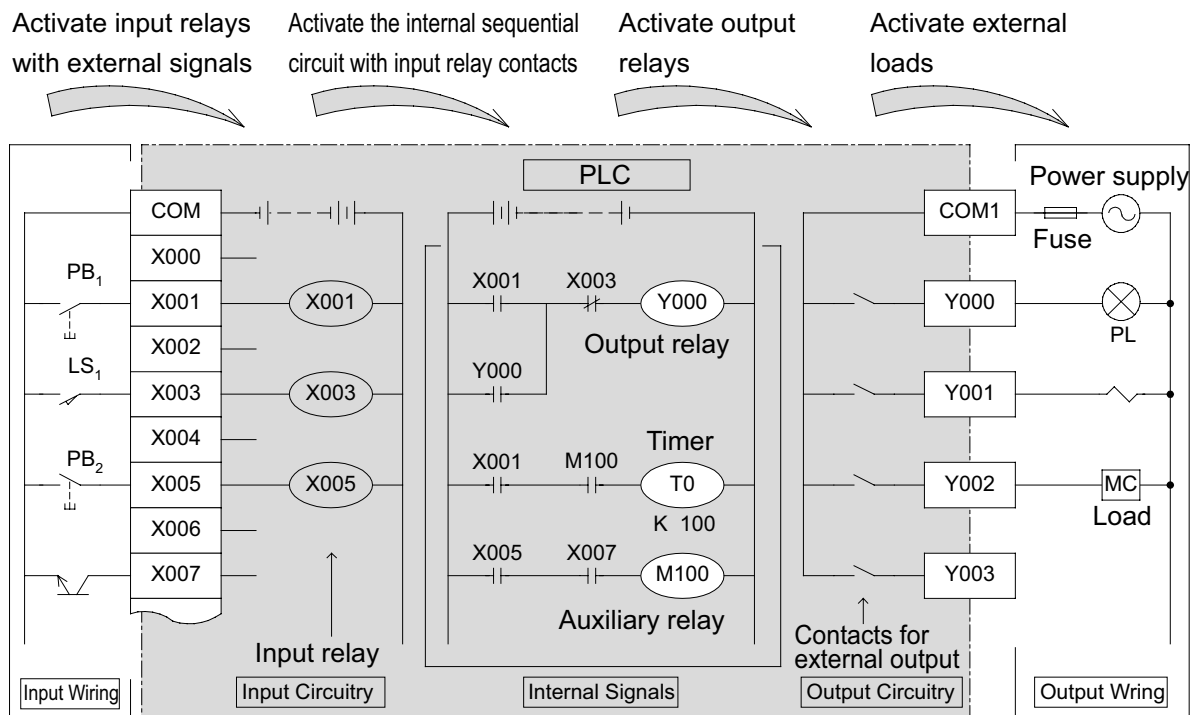 Activate input relays
with external signals
Activate the internal sequential
circuit with input relay contacts
Activate output
relays
Activate external
loads
PLC
Power supply
COM
COM1
Fuse
X000
PB1
X001
X001
X001
X003
Y000
Y000
PL
Output relay
X002
LS1
X003
X003
Y000
Y001
X004
Timer
PB2
X005
X005
X001
M100
T0
K 100
Y002
MC
Load
X006
X007
X005
X007
M100
Y003
Auxiliary relay
Input relay
Contacts for
external output
Input Wiring
Input Circuitry
Internal Signals
Output Circuitry
Output Wring